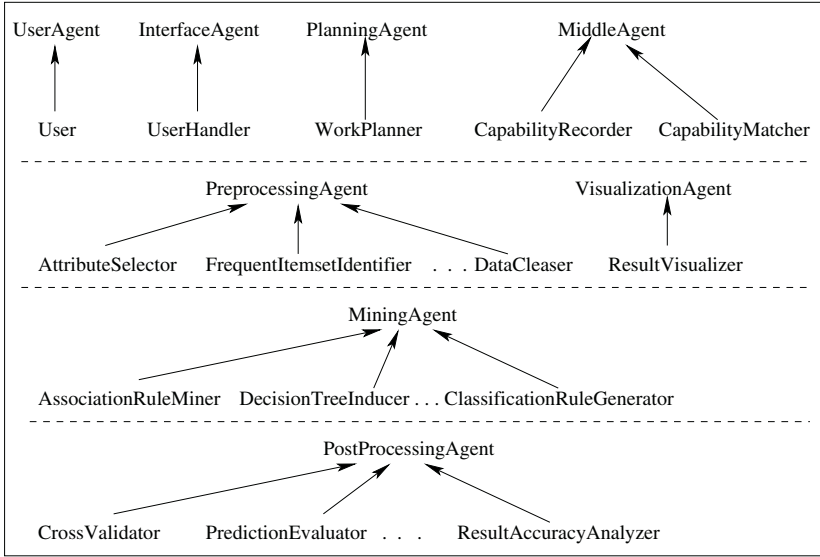 UserAgent InterfaceAgent PlanningAgent MiddleAgent
User UserHandler WorkPlanner CapabilityRecorder CapabilityMatcher
PreprocessingAgent VisualizationAgent
AttributeSelector FrequentItemsetIdentifier . . . DataCleaser ResultVisualizer
MiningAgent
AssociationRuleMiner DecisionTreeInducer . . . ClassificationRuleGenerator
PostProcessingAgent
CrossValidator PredictionEvaluator . . . ResultAccuracyAnalyzer